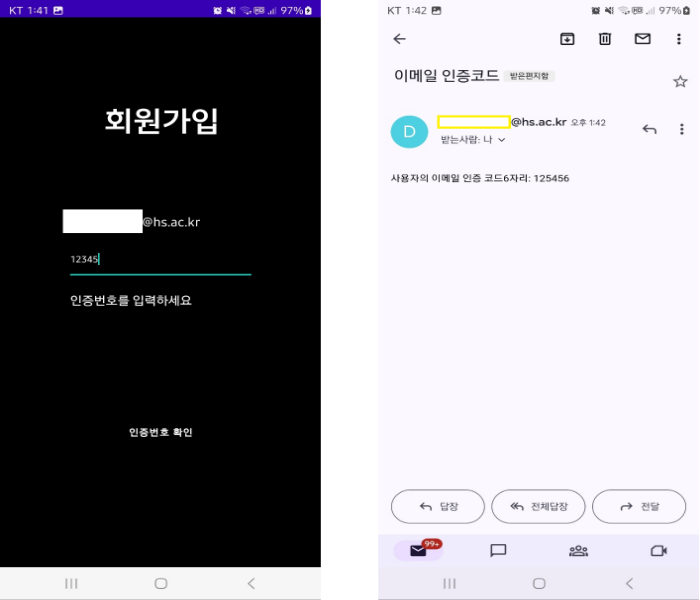 KT 1:41
97%
회원가입
@hs.ac.kr
12345
인증번호를 입력하세요
인증번호 확인
KT 1:42
97%
이메일 인증코드 받은편지함
D
@hs.ac.kr 오후 1:42
받는사람: 나
사용자의 이메일 인증 코드6자리: 125456
답장
전체답장
전달
99+